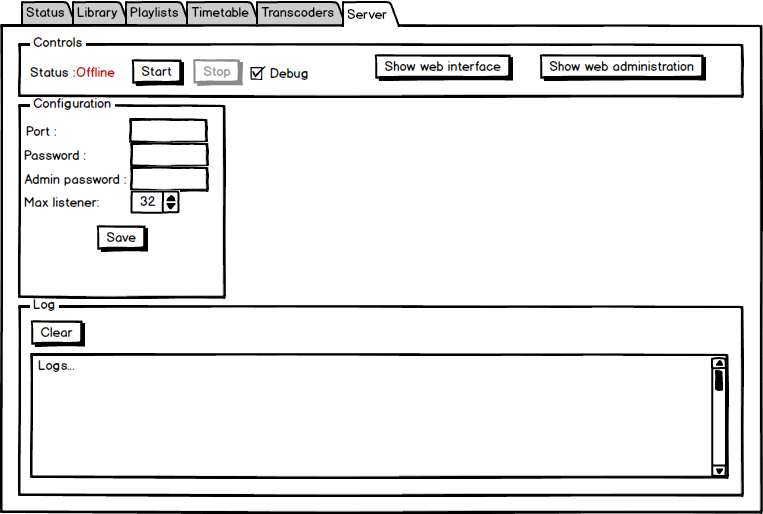 Status Library Playlists Timetable Transcoders Server
Controls
Status :Offline Start Stop Debug Show web interface Show web administration
Configuration
Port :
Password :
Admin password :
Max listener: 32
Save
Log
Clear
Logs...